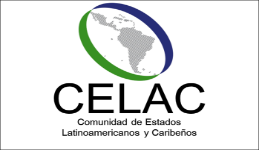 CELAC
Comunidad de Estados
Latinoamericanos y Caribeños